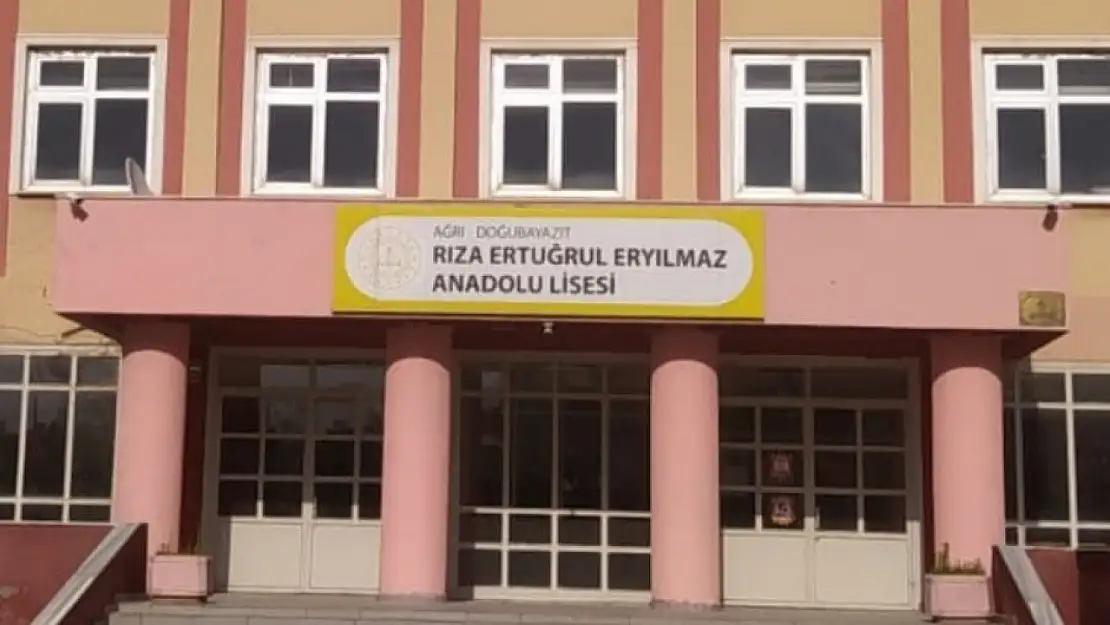 AĞRI DOĞUBAYAZIT
RIZA ERTUĞRUL ERYILMAZ
ANADOLU LİSESİ